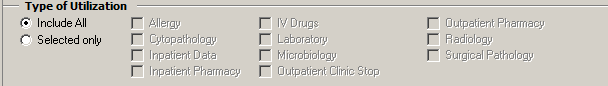 Type of Utilization
Include All
Selected only
Allergy
Cytopathology
Inpatient Data
Inpatient Pharmacy
IV Drugs
Laboratory
Microbiology
Outpatient Clinic Stop
Outpatient Pharmacy
Radiology
Surgical Pathology